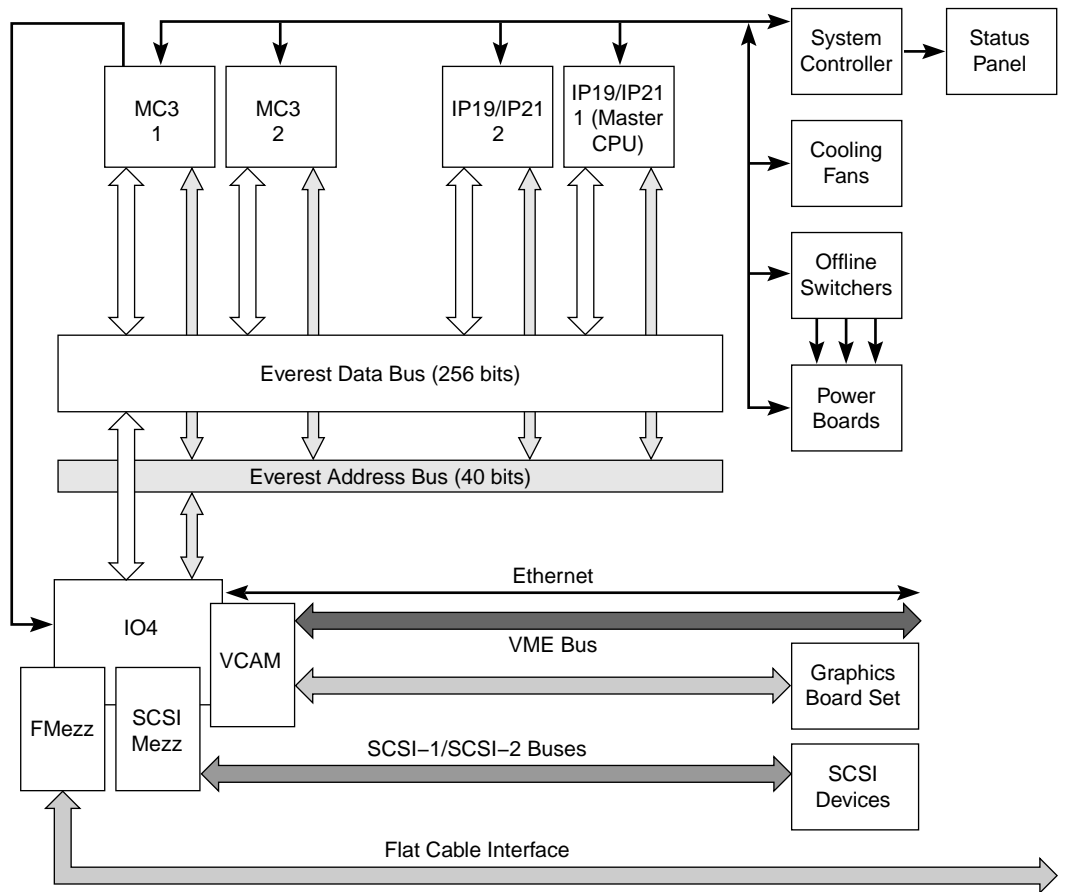 MC3
1
MC3
2
IP19/IP21
2
IP19/IP21
1 (Master
CPU)
System
Controller
Status
Panel
Cooling
Fans
Offline
Switchers
Power
Boards
Everest Data Bus (256 bits)
Everest Address Bus (40 bits)
Ethernet
IO4
VCAM
VME Bus
Graphics
Board Set
FMezz
SCSI
Mezz
SCSI–1/SCSI–2 Buses
SCSI
Devices
Flat Cable Interface